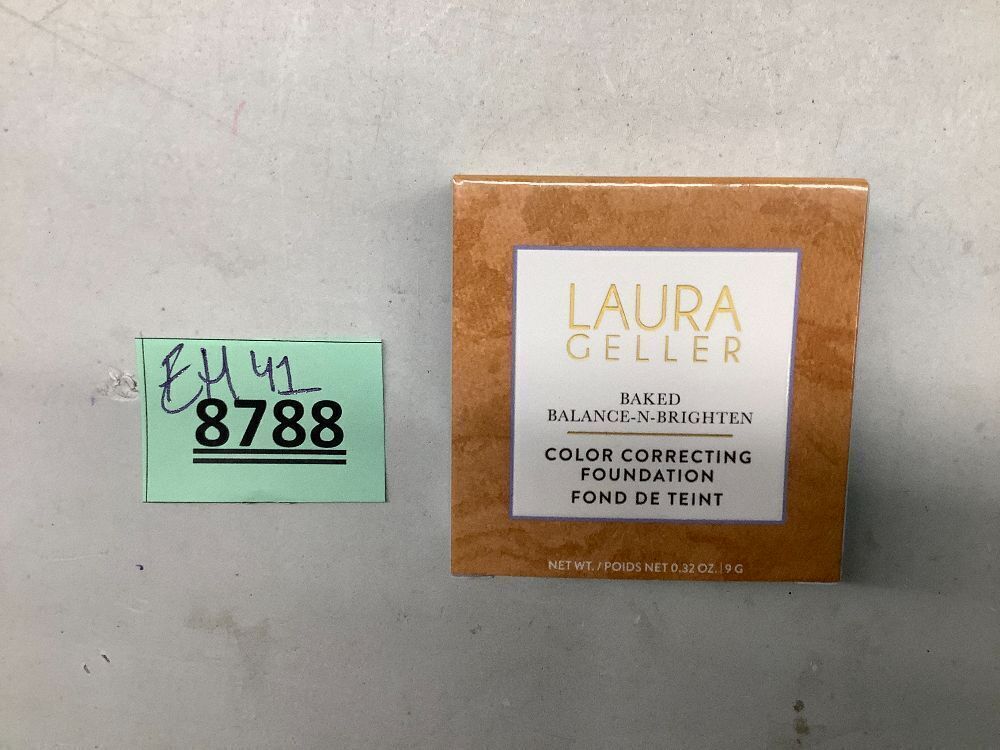 EH 41
8788
LAURA
GELLER
BAKED
BALANCE-N-BRIGHTEN
COLOR CORRECTING
FOUNDATION
FOND DE TEINT
NET WT. / POIDS NET 0.32 OZ. | 9 G